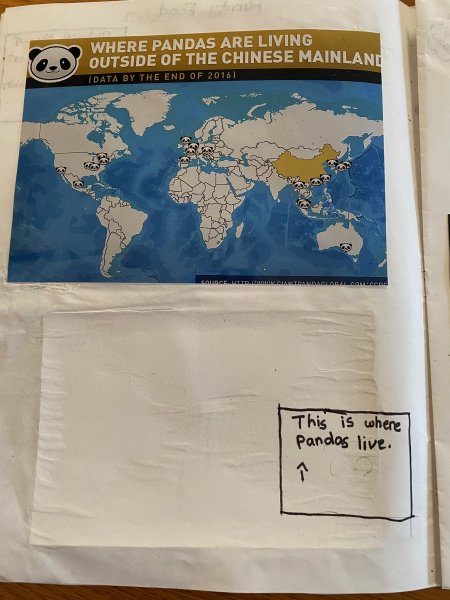 WHERE PANDAS ARE LIVING
OUTSIDE OF THE CHINESE MAINLAND
(DATA BY THE END OF 2016)
This is where
Pandas live.